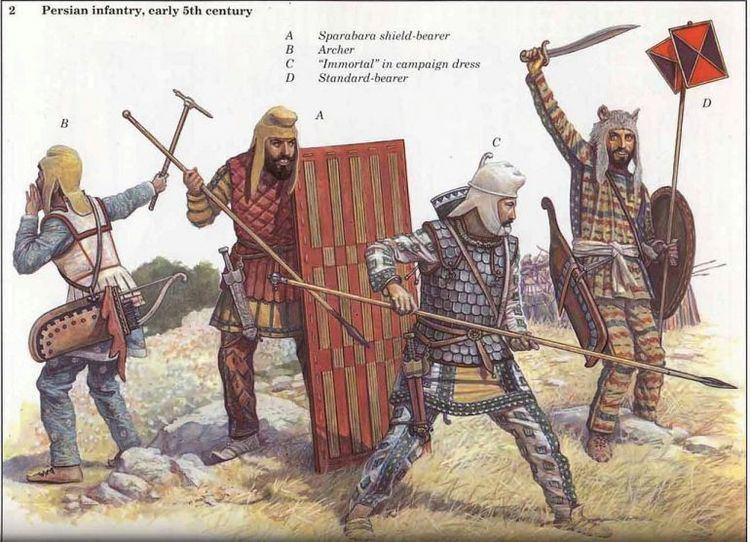 2 Persian infantry, early 5th century
A Sparabara shield-bearer
B Archer
C "Immortal" in campaign dress
D Standard-bearer
B
A
C
D